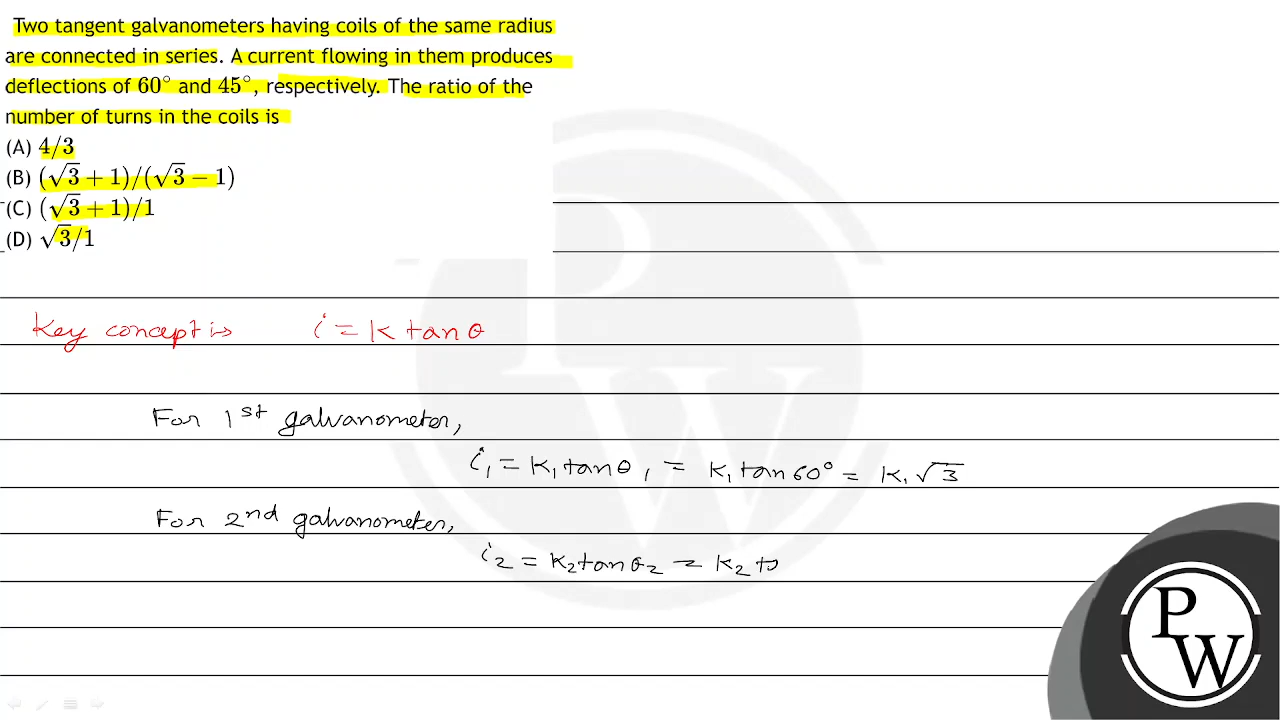 Two tangent galvanometers having coils of the same radius
are connected in series. A current flowing in them produces
deflections of 60° and 45°, respectively. The ratio of the
number of turns in the coils is
(A) 4/3
(B) (√3 + 1)/(√3 − 1)
(C) (√3 + 1)/1
(D) √3/1
Key concept is i = K tan θ
For 1st galvanometer,
i₁ = K₁ tan θ₁ = K₁ tan 60° = K₁ √3
For 2nd galvanometer,
i₂ = K₂ tan θ₂ = K₂ t
P
W
P
W